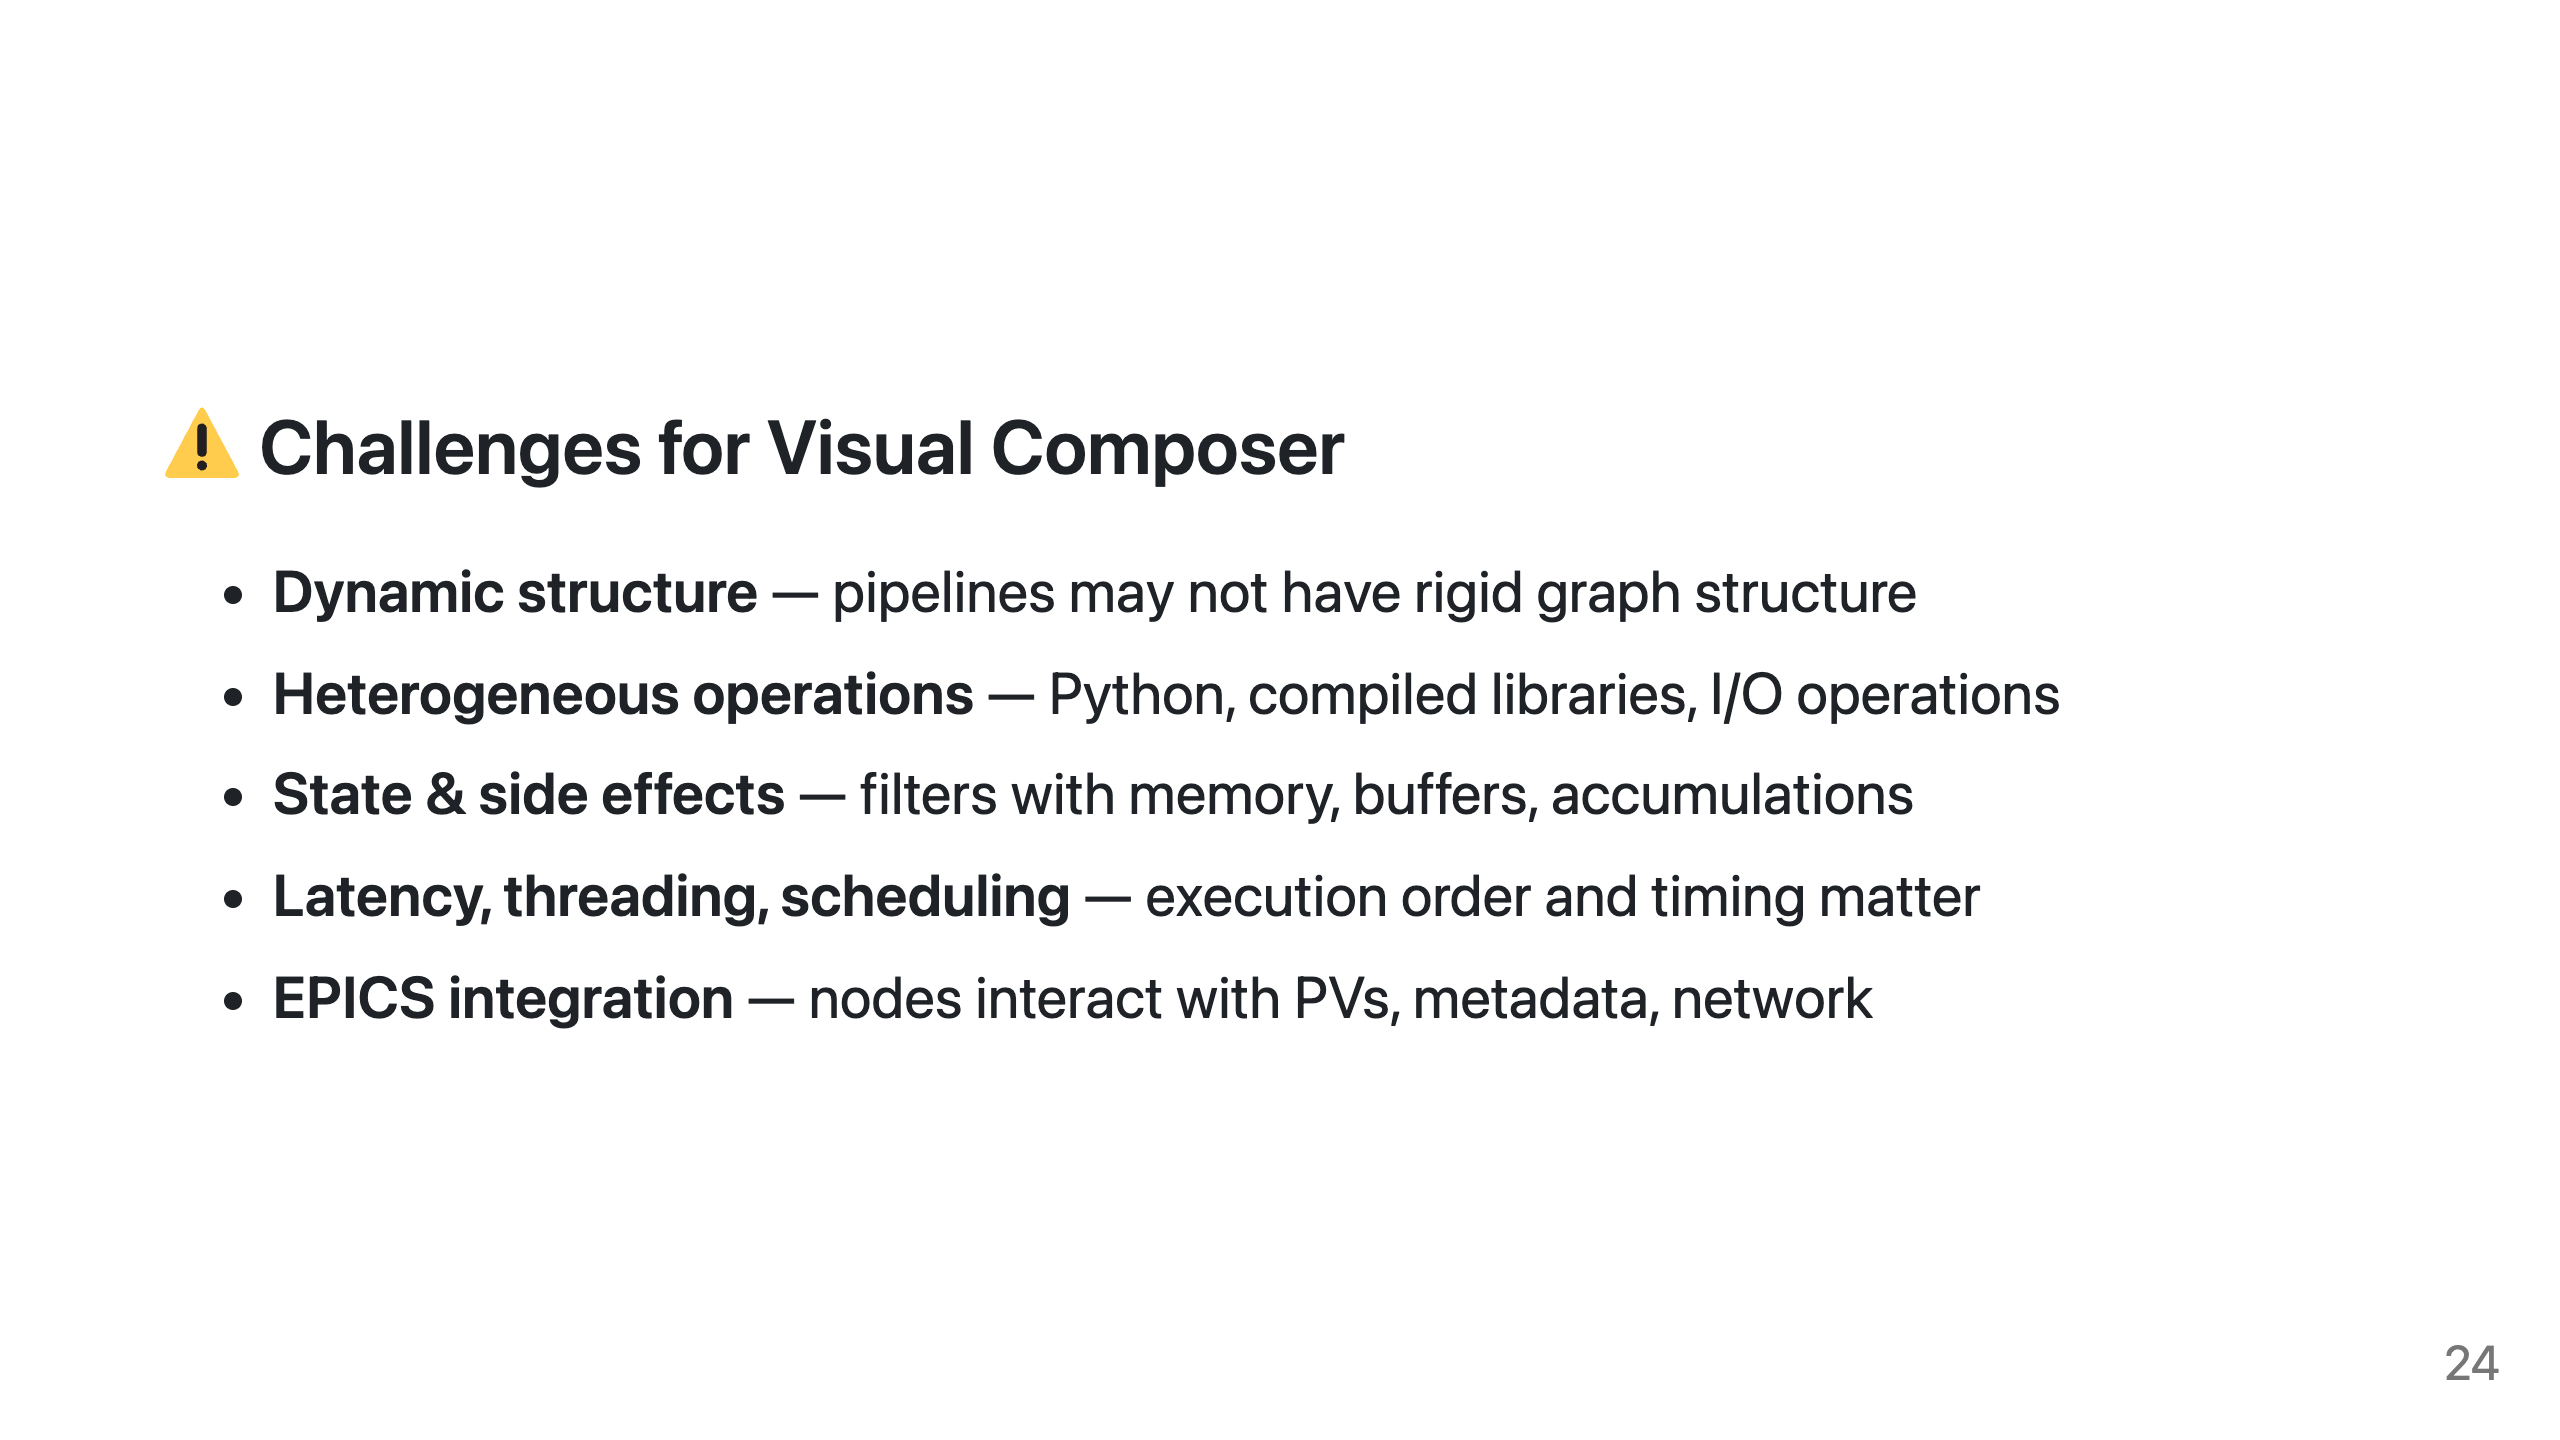 ⚠️ Challenges for Visual Composer
• Dynamic structure — pipelines may not have rigid graph structure
• Heterogeneous operations — Python, compiled libraries, I/O operations
• State & side effects — filters with memory, buffers, accumulations
• Latency, threading, scheduling — execution order and timing matter
• EPICS integration — nodes interact with PVs, metadata, network
24